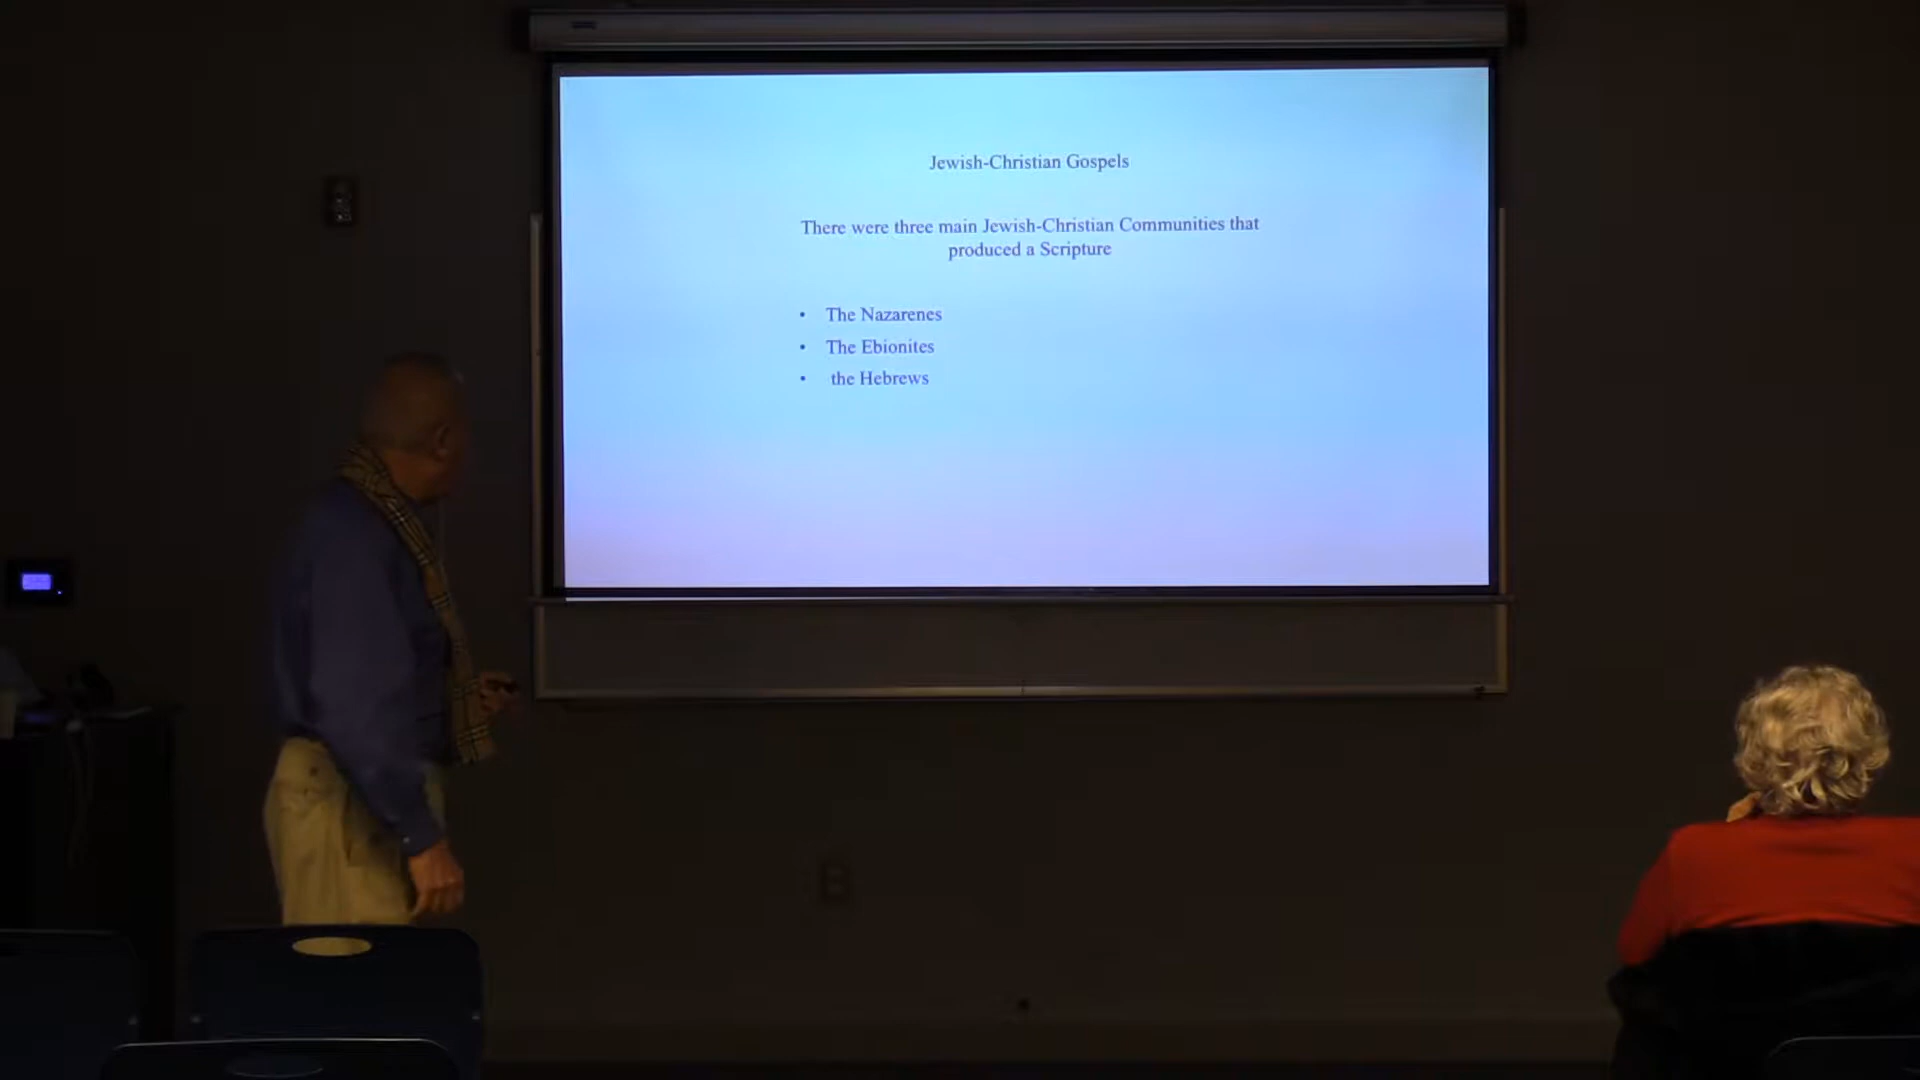 Jewish-Christian Gospels
There were three main Jewish-Christian Communities that
produced a Scripture
• The Nazarenes
• The Ebionites
• the Hebrews